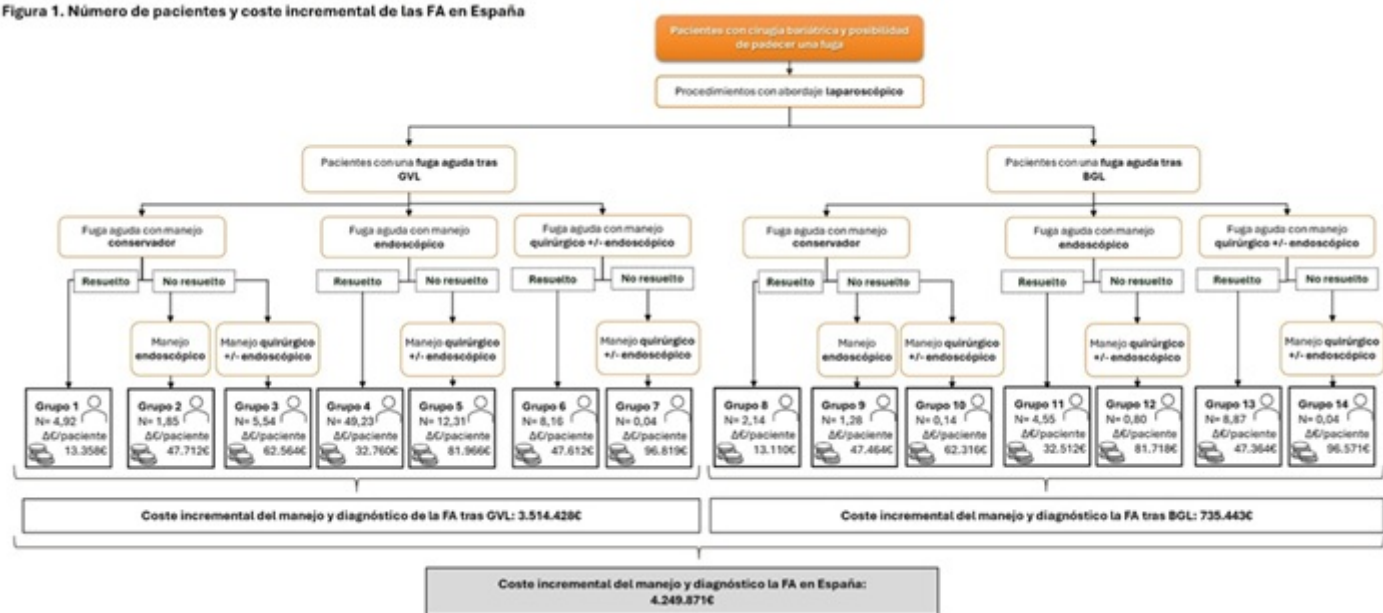 Figura 1. Número de pacientes y coste incremental de las FA en España
Pacientes con cirugía bariátrica y posibilidad
de padecer una fuga
Procedimientos con abordaje laparoscópico
Pacientes con una fuga aguda tras
GVL
Pacientes con una fuga aguda tras
BGL
Fuga aguda con manejo
conservador
Fuga aguda con manejo
endoscópico
Fuga aguda con manejo
quirúrgico +/- endoscópico
Fuga aguda con manejo
conservador
Fuga aguda con manejo
endoscópico
Fuga aguda con manejo
quirúrgico +/- endoscópico
Resuelto
No resuelto
Resuelto
No resuelto
Resuelto
No resuelto
Resuelto
No resuelto
Resuelto
No resuelto
Resuelto
No resuelto
Manejo
endoscópico
Manejo quirúrgico
+/- endoscópico
Manejo quirúrgico
+/- endoscópico
Manejo quirúrgico
+/- endoscópico
Manejo
endoscópico
Manejo quirúrgico
+/- endoscópico
Manejo quirúrgico
+/- endoscópico
Manejo quirúrgico
+/- endoscópico
Grupo 1
N= 4,92
Δ€/paciente
13.358€
Grupo 2
N= 1,85
Δ€/paciente
47.712€
Grupo 3
N= 5,54
Δ€/paciente
62.564€
Grupo 4
N= 49,23
Δ€/paciente
32.760€
Grupo 5
N= 12,31
Δ€/paciente
81.966€
Grupo 6
N= 8,16
Δ€/paciente
47.612€
Grupo 7
N= 0,04
Δ€/paciente
96.819€
Grupo 8
N= 2,14
Δ€/paciente
13.110€
Grupo 9
N= 1,28
Δ€/paciente
47.464€
Grupo 10
N= 0,14
Δ€/paciente
62.316€
Grupo 11
N= 4,55
Δ€/paciente
32.512€
Grupo 12
N= 0,80
Δ€/paciente
81.718€
Grupo 13
N= 8,87
Δ€/paciente
47.364€
Grupo 14
N= 0,04
Δ€/paciente
96.571€
Coste incremental del manejo y diagnóstico de la FA tras GVL: 3.514.428€
Coste incremental del manejo y diagnóstico la FA tras BGL: 735.443€
Coste incremental del manejo y diagnóstico la FA en España:
4.249.871€